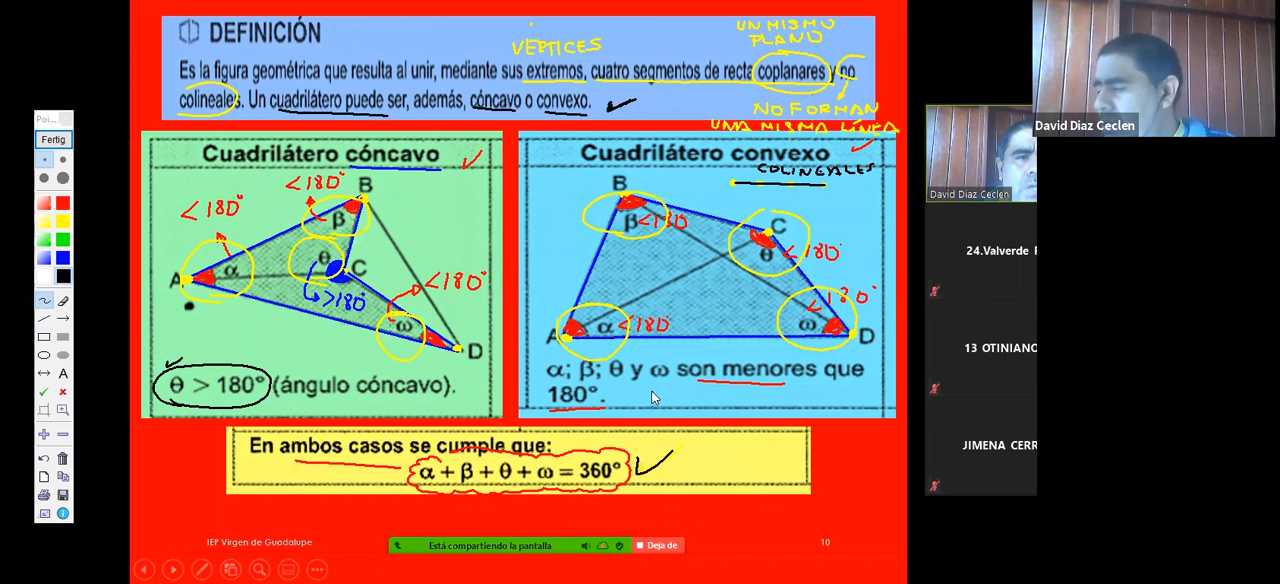 DEFINICIÓN
VÉRTICES
UN MISMO
PLANO
Es la figura geométrica que resulta al unir, mediante sus extremos, cuatro segmentos de recta coplanares y no
colineales. Un cuadrilátero puede ser, además, cóncavo o convexo.
NO FORMAN
UNA MISMA LÍNEA
Cuadrilátero cóncavo
<180°
<180°
B
β
A
α
θ
C
>180°
<180°
ω
D
θ > 180° (ángulo cóncavo).
Cuadrilátero convexo
COLINEALES
B
β<180
C
θ
<180°
<180°
A
α<180°
ω
D
α; β; θ y ω son menores que
180°.
En ambos casos se cumple que:
α + β + θ + ω = 360°
IEP Virgen de Guadalupe
Está compartiendo la pantalla
Deja de
10
Poi...
Fertig
A
David Diaz Ceclen
David Diaz Ceclen
24.Valverde
13 OTINIANO
JIMENA CERR